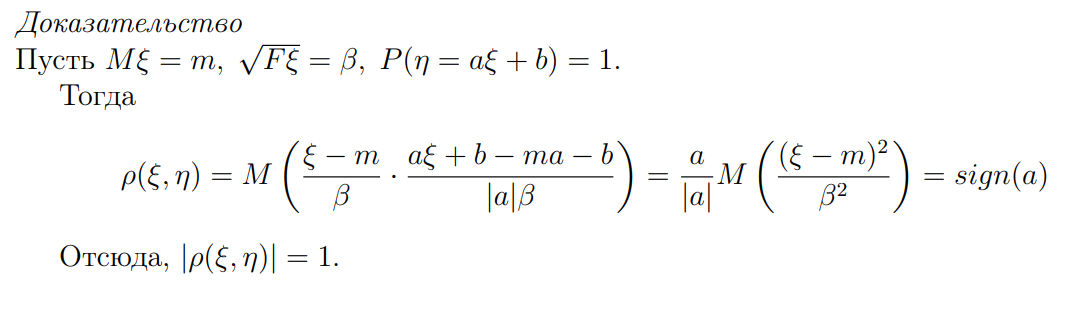 Доказательство
Пусть Mξ = m, √Fξ = β, P(η = aξ + b) = 1.
Тогда
ρ(ξ, η) = M((ξ − m)/β · (aξ + b − ma − b)/(|a|β)) = a/|a| M((ξ − m)²/β²) = sign(a)
Отсюда, |ρ(ξ, η)| = 1.